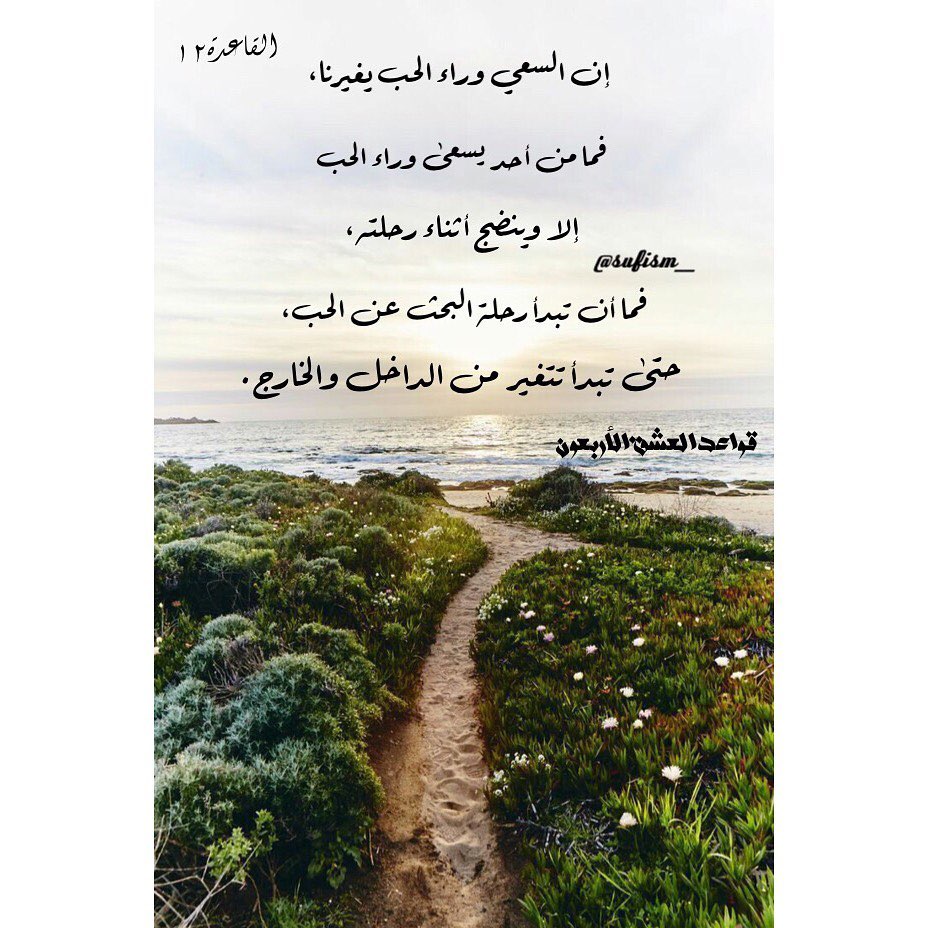 القاعدة ١٢
إن السعي وراء الحب يغيرنا،
فما من أحد يسعىٰ وراء الحب
إلا وينضج أثناء رحلته،
@sufism_
فما أن تبدأ رحلة البحث عن الحب،
حتىٰ تبدأ تتغير من الداخل والخارج .
قواعد العشق الأربعون